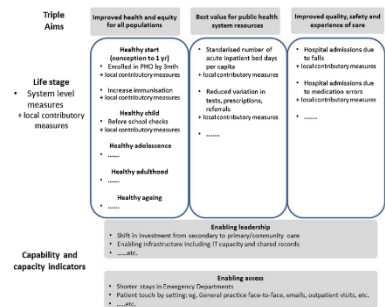 Triple
Aims
Improved health and equity
for all populations
Best value for public health
system resources
Improved quality, safety and
experience of care
Life stage
• System level
measures
+ local contributory
measures
Healthy start
(conception to 1 yr)
• Enrolled in PHO by 3mth
+ local contributory measures
• Increase immunisation
+ local contributory measures
Healthy child
• Before school checks
+ local contributory measures
Healthy adolescence
• ......
Healthy adulthood
• ......
Healthy ageing
• ......
• Standardised number of
acute inpatient bed days
per capita
+ local contributory measures
• Reduced variation in
tests, prescriptions,
referrals
+ local contributory measures
• .......
• Hospital admissions due
to falls
+ local contributory measures
• Hospital admissions due
to medication errors
+ local contributory measures
• .......
Capability and
capacity indicators
Enabling leadership
• Shift in investment from secondary to primary/community care
• Enabling infrastructure including IT capacity and shared records
• .....etc.
Enabling access
• Shorter stays in Emergency Departments
• Patient touch by setting: eg. General practice face-to-face, emails, outpatient visits, etc.
• ....etc.